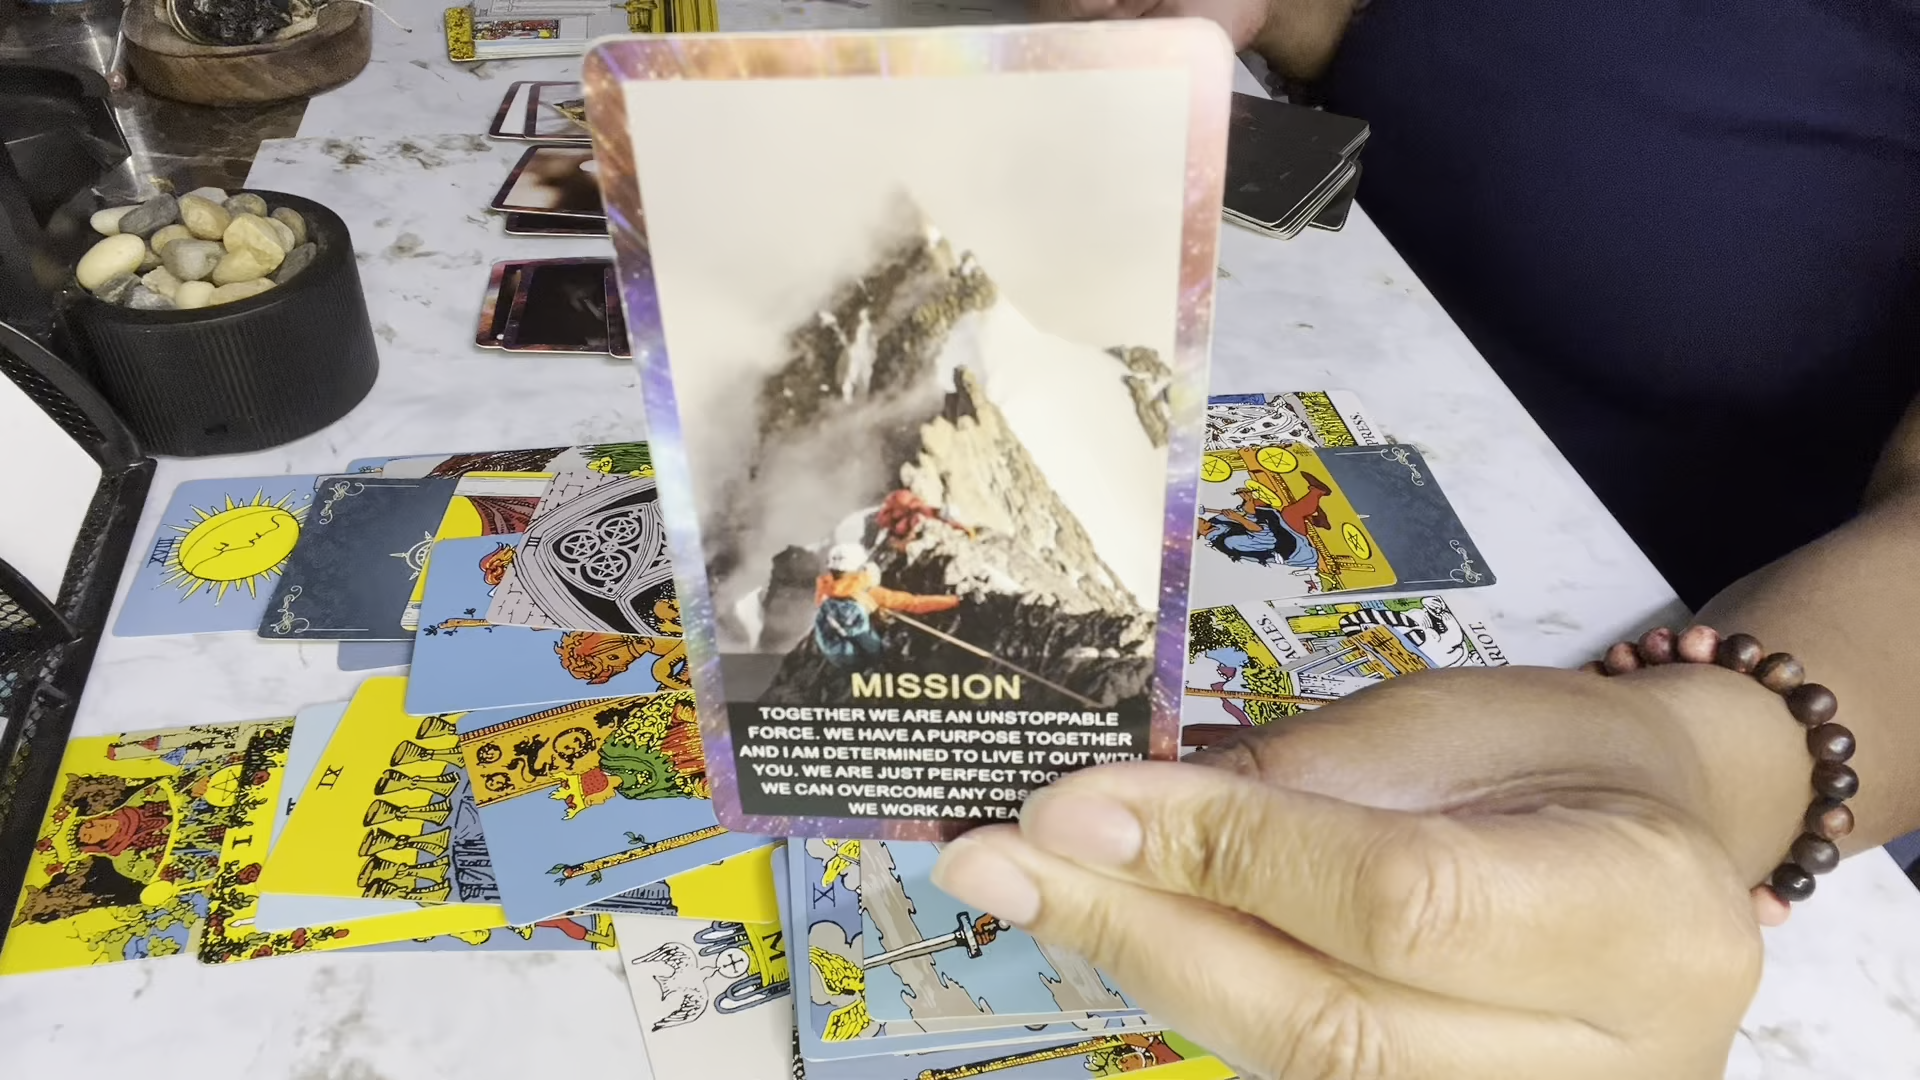 MISSION
TOGETHER WE ARE AN UNSTOPPABLE
FORCE. WE HAVE A PURPOSE TOGETHER
AND I AM DETERMINED TO LIVE IT OUT WITH
YOU. WE ARE JUST PERFECT
WE CAN OVERCOME ANY
WE WORK AS A
IX
I
X